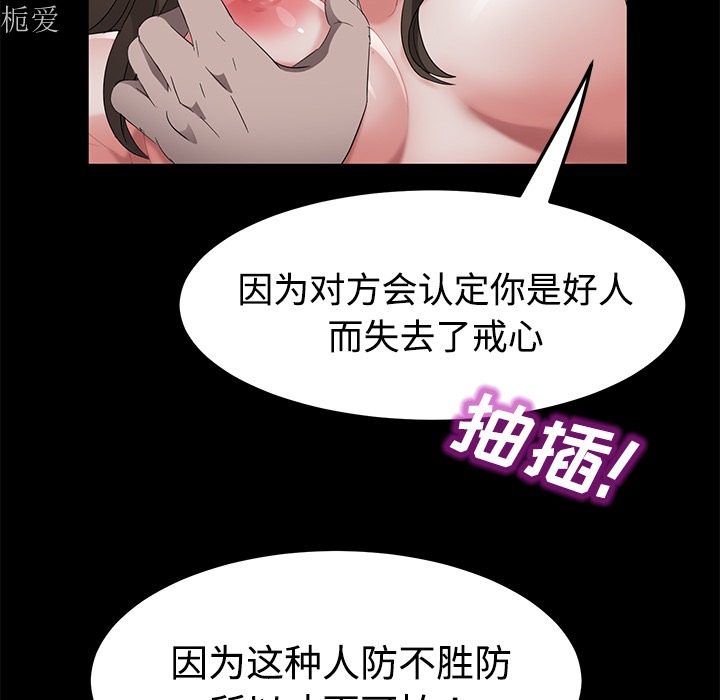 栀爱
因为对方会认定你是好人
而失去了戒心
抽插!
因为这种人防不胜防